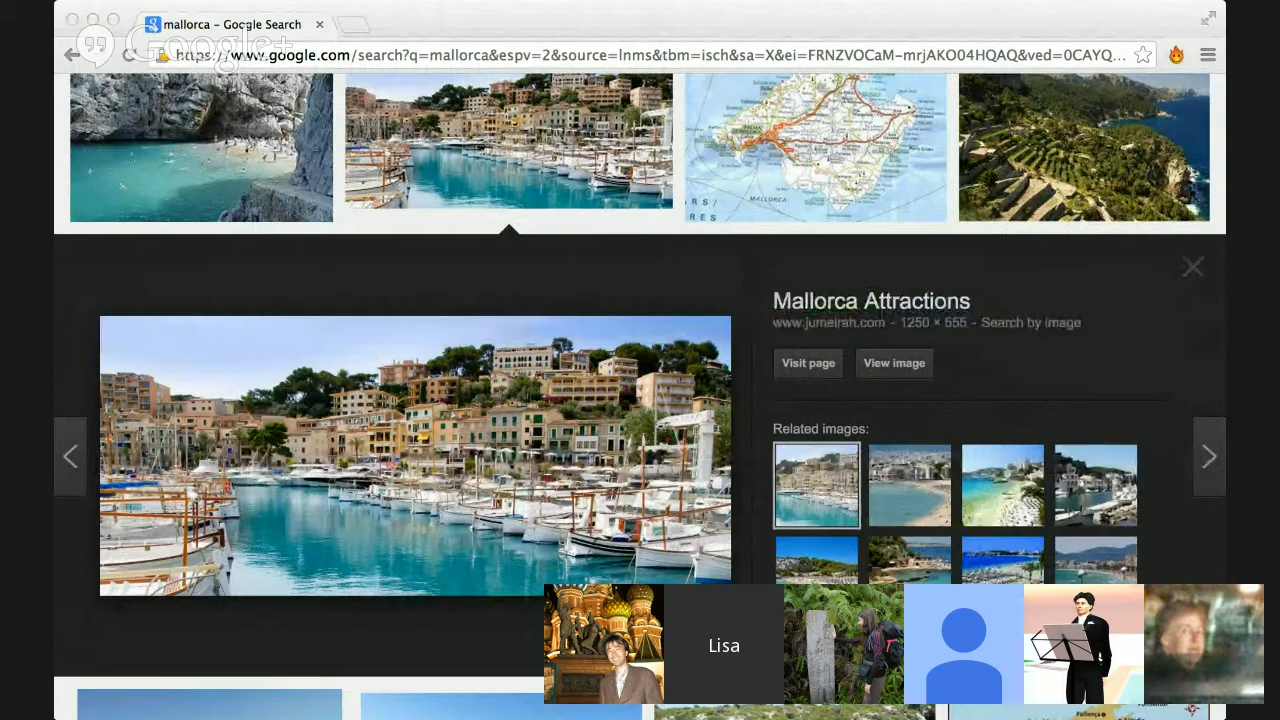 mallorca – Google Search
Google+
https://www.google.com/search?q=mallorca&espv=2&source=lnms&tbm=isch&sa=X&ei=FRNZVOCaM-mrjAKO04HQAQ&ved=0CAYQ...
MALLORCA
Mallorca Attractions
www.jumeirah.com - 1250 × 555 - Search by image
Visit page
View image
Related images:
Lisa